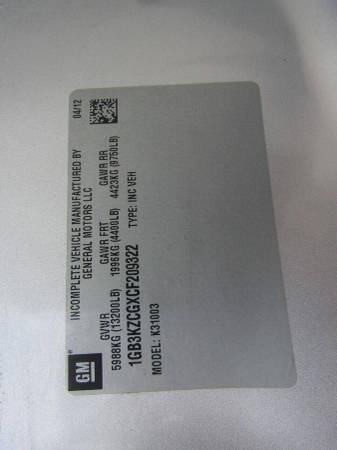 INCOMPLETE VEHICLE MANUFACTURED BY
GENERAL MOTORS LLC
04/12
GM
GVWR GAWR FRT GAWR RR
5988KG (13200LB) 1996KG (4400LB) 4423KG (9750LB)
1GB3KZCGXCF209322 TYPE: INC VEH
MODEL: K31003